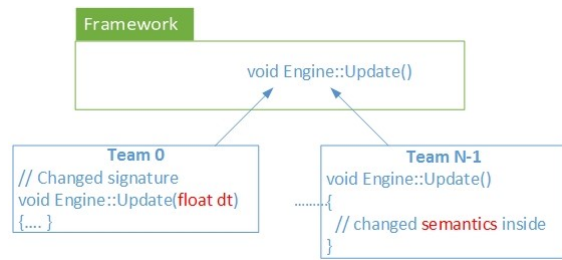 Framework
void Engine::Update()
Team 0
// Changed signature
void Engine::Update(float dt)
{.... }
.........
Team N-1
void Engine::Update()
{
// changed semantics inside
}